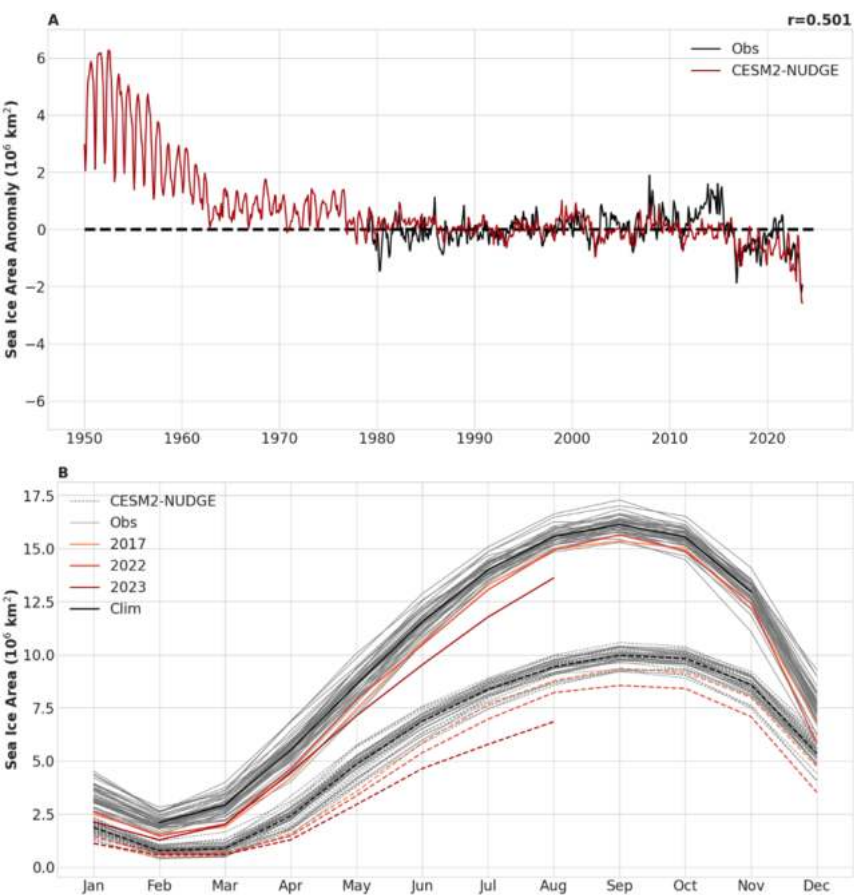 A
r=0.501
Sea Ice Anomaly (10⁶ km²)
6
4
2
0
−2
−4
−6
Obs
CESM2-NUDGE
1950
1960
1970
1980
1990
2000
2010
2020
B
Sea Ice Area (10⁶ km²)
17.5
15.0
12.5
10.0
7.5
5.0
2.5
0.0
CESM2-NUDGE
Obs
2017
2022
2023
Clim
Jan
Feb
Mar
Apr
May
Jun
Jul
Aug
Sep
Oct
Nov
Dec